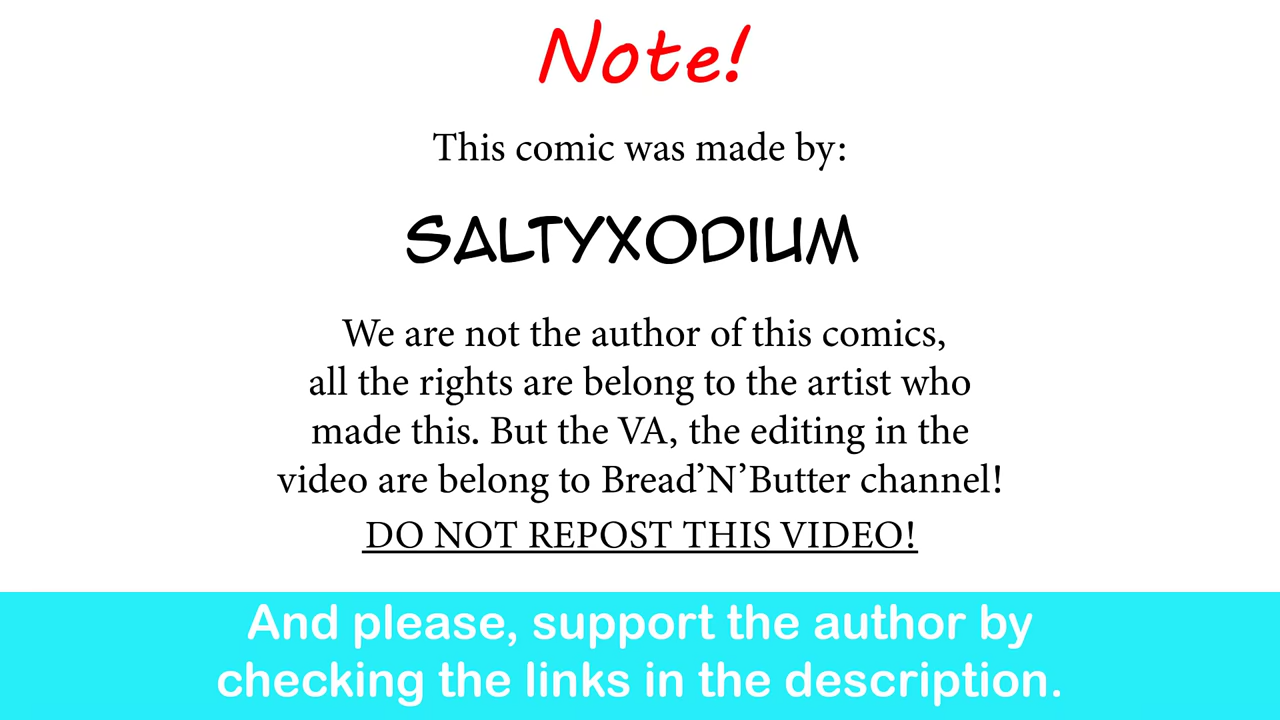 Note!
This comic was made by:
SALTYXODIUM
We are not the author of this comics,
all the rights are belong to the artist who
made this. But the VA, the editing in the
video are belong to Bread’N’Butter channel!
DO NOT REPOST THIS VIDEO!
And please, support the author by
checking the links in the description.